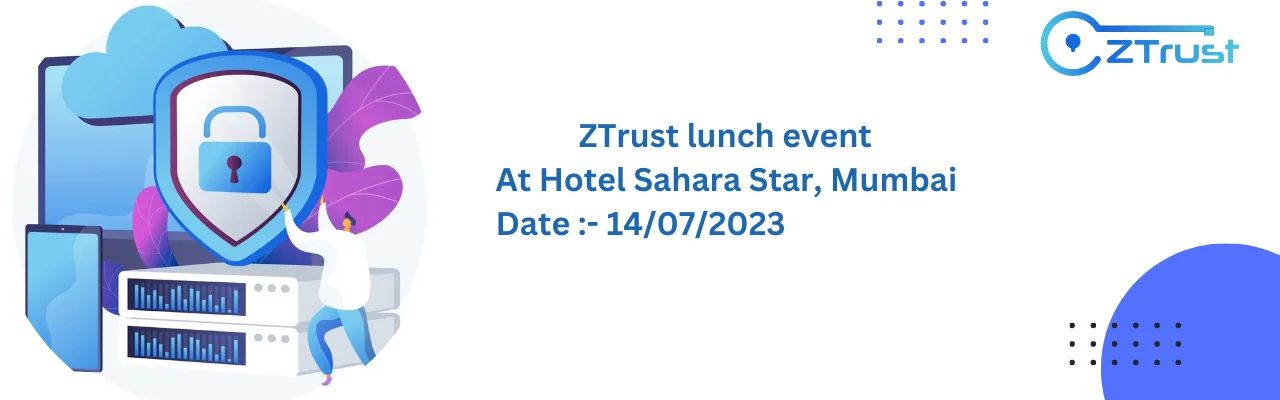 ZTrust
ZTrust lunch event
At Hotel Sahara Star, Mumbai
Date :- 14/07/2023